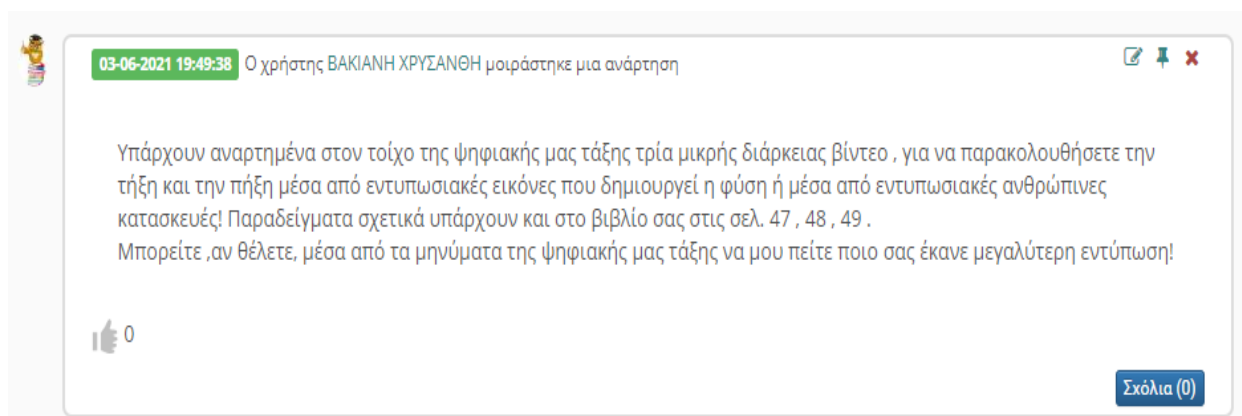 03-06-2021 19:49:38 Ο χρήστης ΒΑΚΙΑΝΗ ΧΡΥΣΑΝΘΗ μοιράστηκε μια ανάρτηση
Υπάρχουν αναρτημένα στον τοίχο της ψηφιακής μας τάξης τρία μικρής διάρκειας βίντεο , για να παρακολουθήσετε την
τήξη και την πήξη μέσα από εντυπωσιακές εικόνες που δημιουργεί η φύση ή μέσα από εντυπωσιακές ανθρώπινες
κατασκευές! Παραδείγματα σχετικά υπάρχουν και στο βιβλίο σας στις σελ. 47 , 48 , 49 .
Μπορείτε ,αν θέλετε, μέσα από τα μηνύματα της ψηφιακής μας τάξης να μου πείτε ποιο σας έκανε μεγαλύτερη εντύπωση!
0
Σχόλια (0)